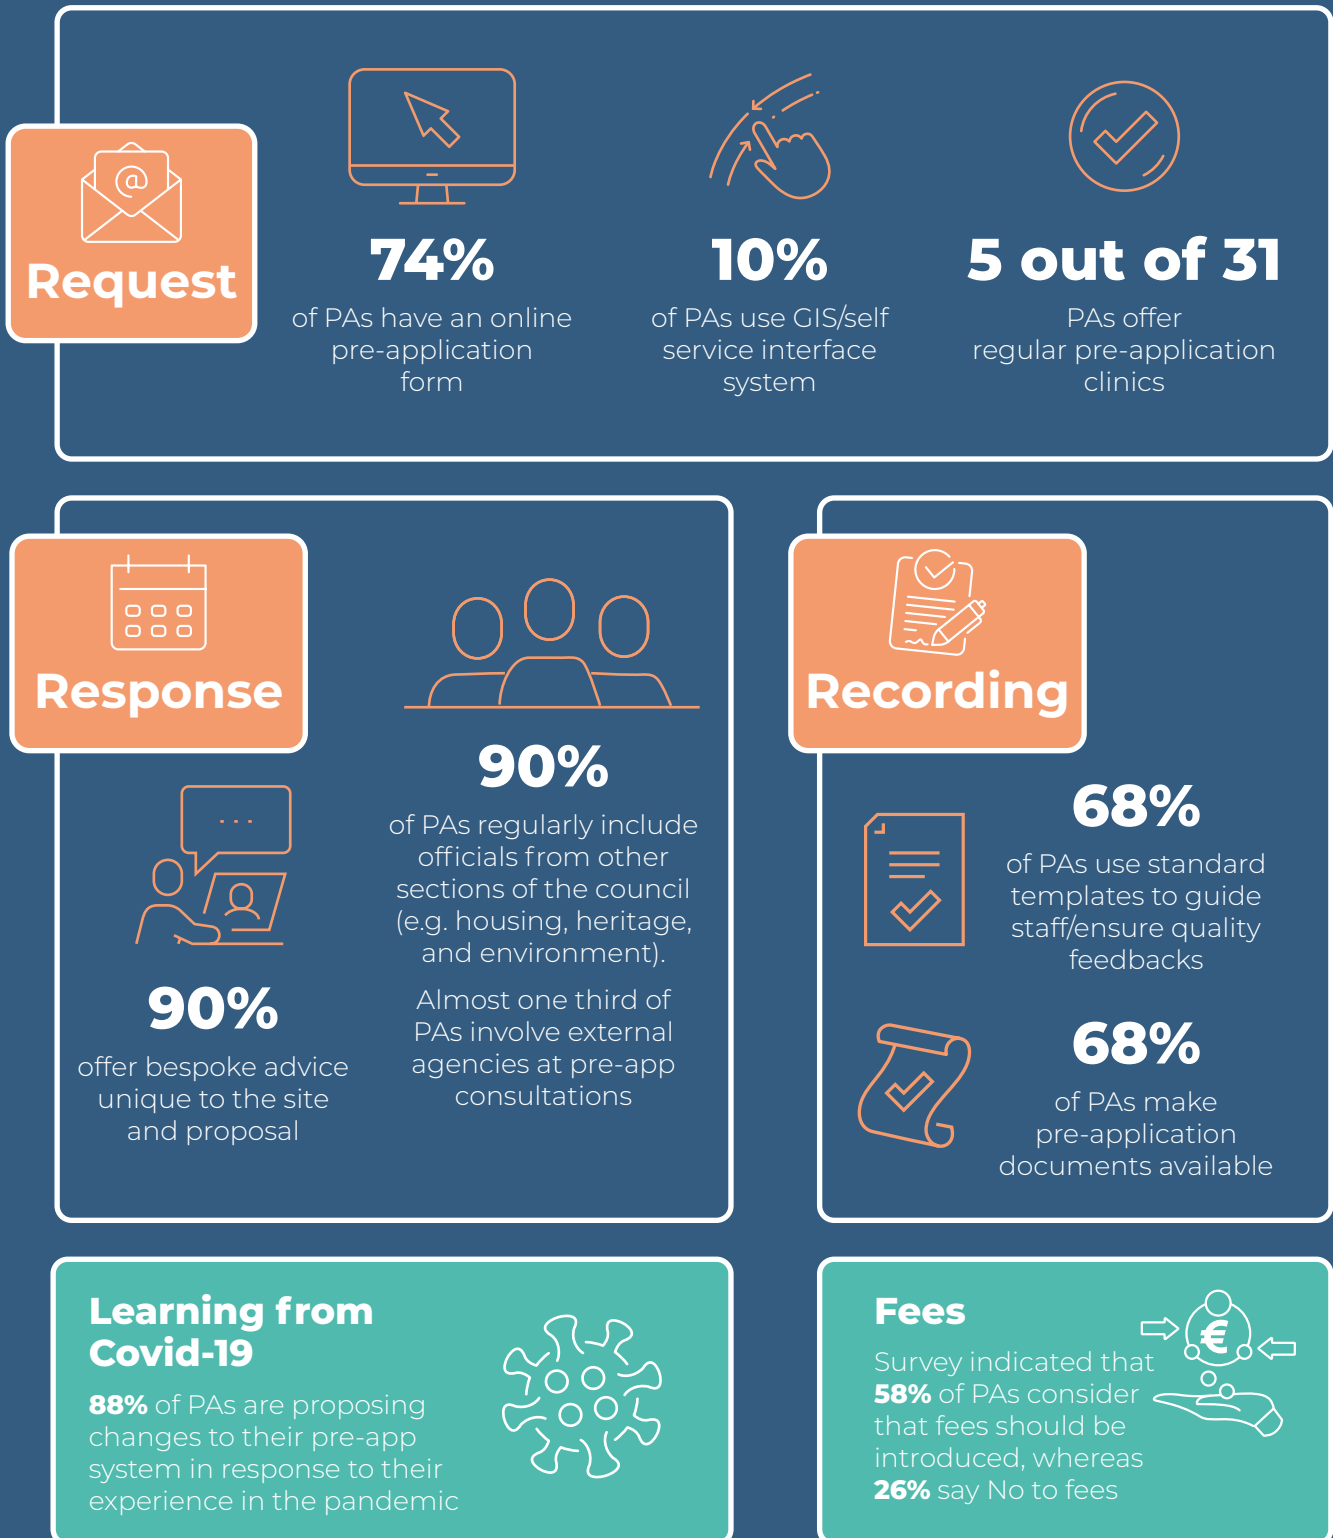 @
Request
74%
of PAs have an online
pre-application
form
10%
of PAs use GIS/self
service interface
system
5 out of 31
PAs offer
regular pre-application
clinics
Response
90%
offer bespoke advice
unique to the site
and proposal
90%
of PAs regularly include
officials from other
sections of the council
(e.g. housing, heritage,
and environment).
Almost one third of
PAs involve external
agencies at pre-app
consultations
Recording
68%
of PAs use standard
templates to guide
staff/ensure quality
feedbacks
68%
of PAs make
pre-application
documents available
Learning from
Covid-19
88% of PAs are proposing
changes to their pre-app
system in response to their
experience in the pandemic
Fees
€
Survey indicated that
58% of PAs consider
that fees should be
introduced, whereas
26% say No to fees